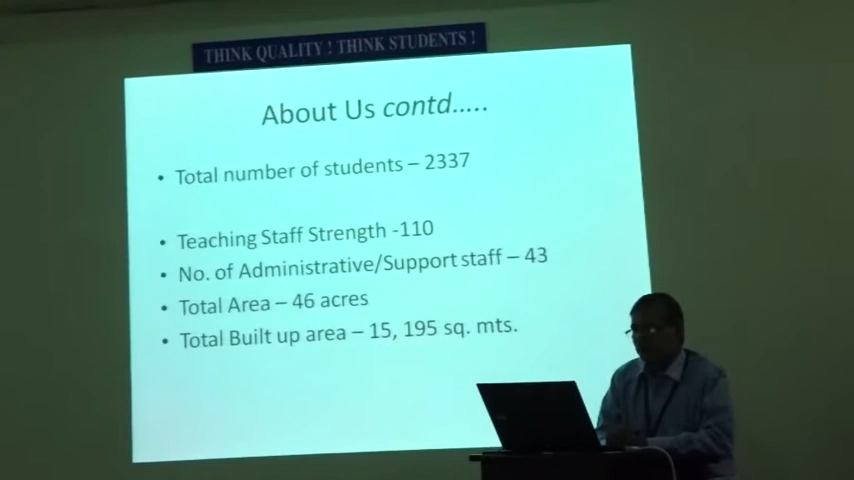 THINK QUALITY ! THINK STUDENTS !
About Us contd.....
• Total number of students – 2337
• Teaching Staff Strength -110
• No. of Administrative/Support staff – 43
• Total Area – 46 acres
• Total Built up area – 15, 195 sq. mts.